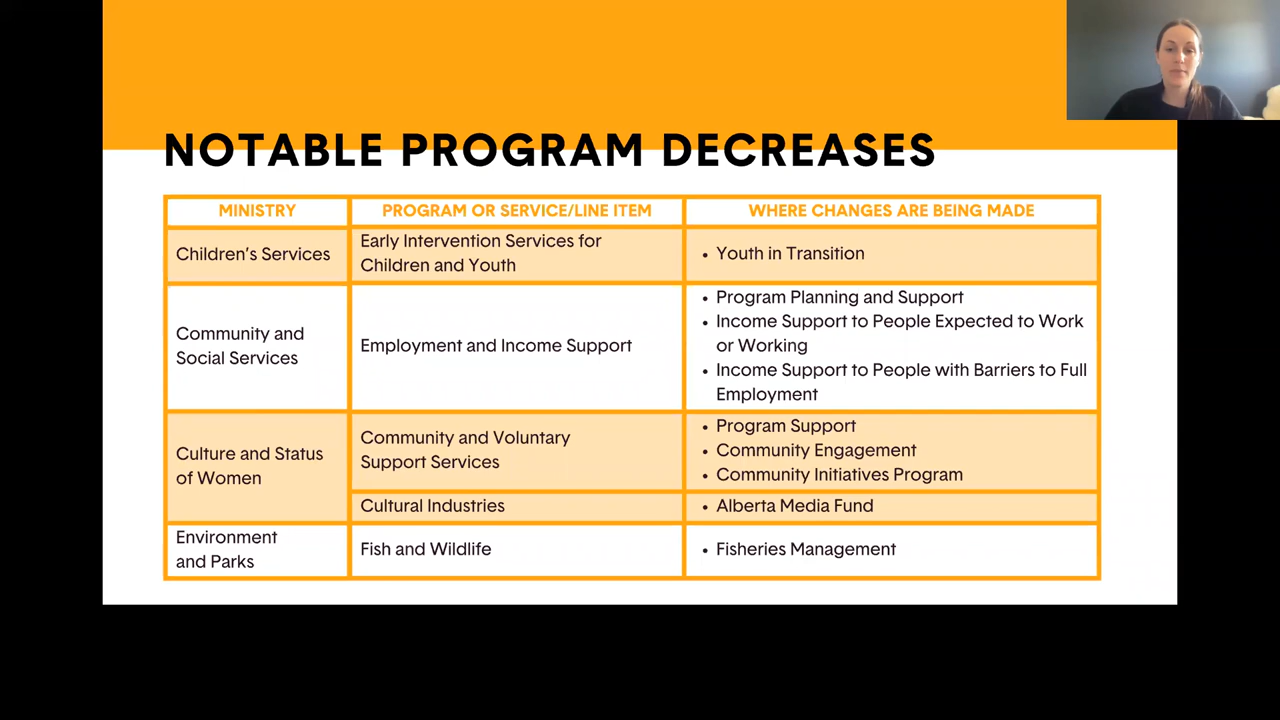 NOTABLE PROGRAM DECREASES
MINISTRY
PROGRAM OR SERVICE/LINE ITEM
WHERE CHANGES ARE BEING MADE
Children's Services
Early Intervention Services for
Children and Youth
• Youth in Transition
Community and
Social Services
Employment and Income Support
• Program Planning and Support
• Income Support to People Expected to Work
or Working
• Income Support to People with Barriers to Full
Employment
Culture and Status
of Women
Community and Voluntary
Support Services
• Program Support
• Community Engagement
• Community Initiatives Program
Cultural Industries
• Alberta Media Fund
Environment
and Parks
Fish and Wildlife
• Fisheries Management